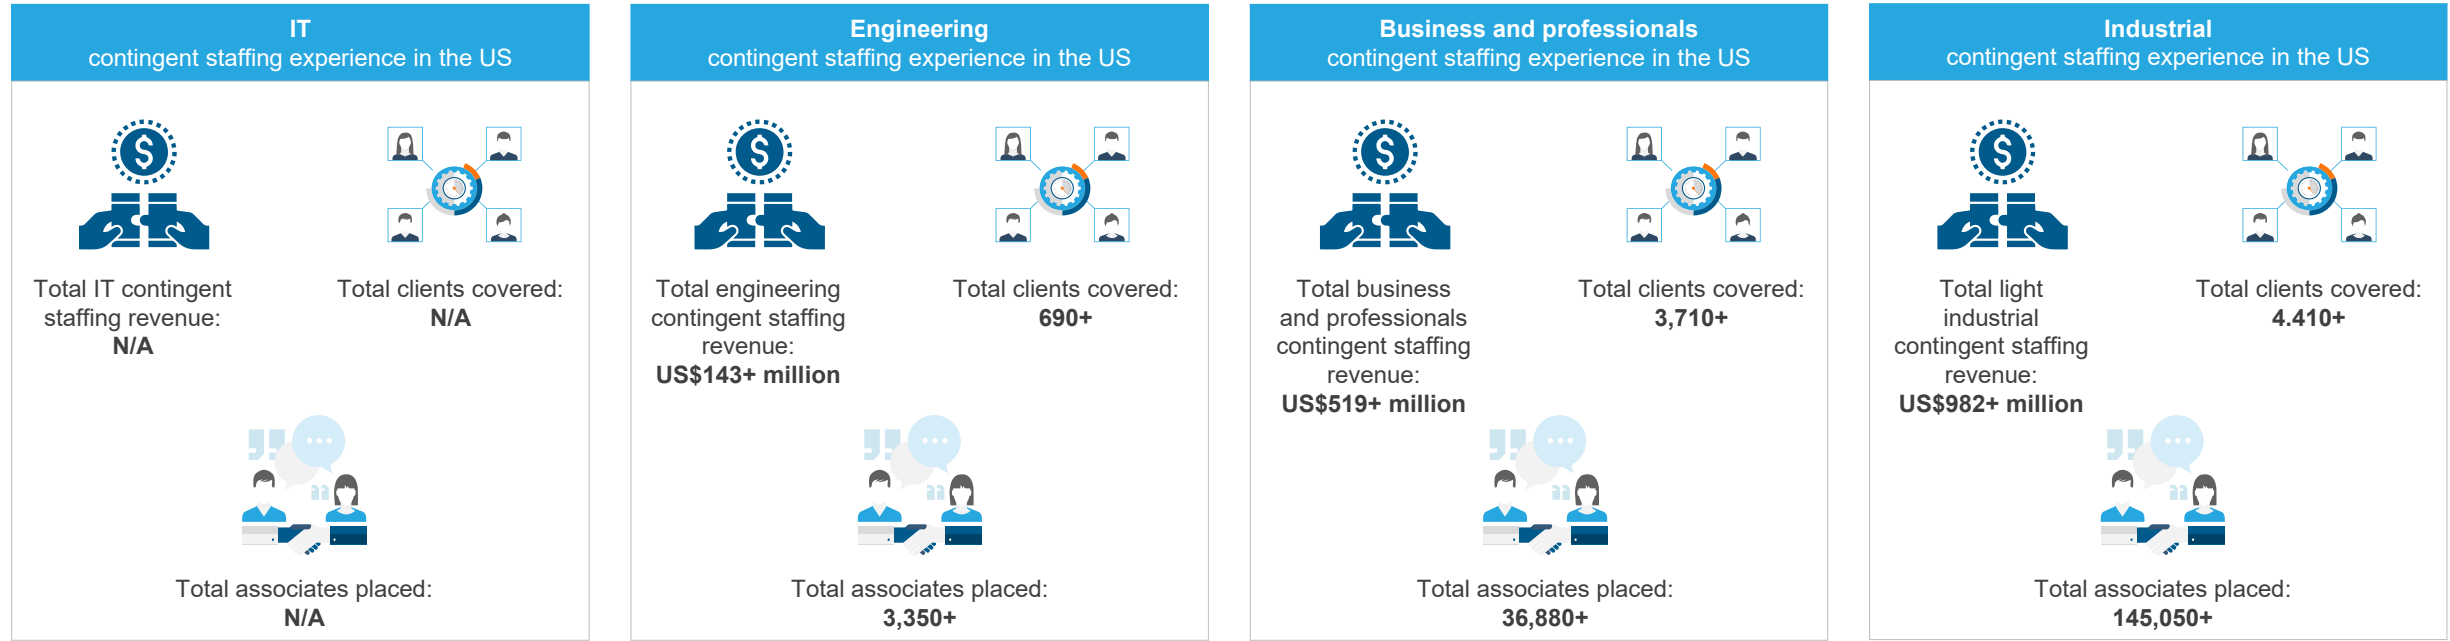 IT
contingent staffing experience in the US
Total IT contingent
staffing revenue:
N/A
Total clients covered:
N/A
Total associates placed:
N/A
Engineering
contingent staffing experience in the US
Total engineering
contingent staffing
revenue:
US$143+ million
Total clients covered:
690+
Total associates placed:
3,350+
Business and professionals
contingent staffing experience in the US
Total business
and professionals
contingent staffing
revenue:
US$519+ million
Total clients covered:
3,710+
Total associates placed:
36,880+
Industrial
contingent staffing experience in the US
Total light
industrial
contingent staffing
revenue:
US$982+ million
Total clients covered:
4.410+
Total associates placed:
145,050+